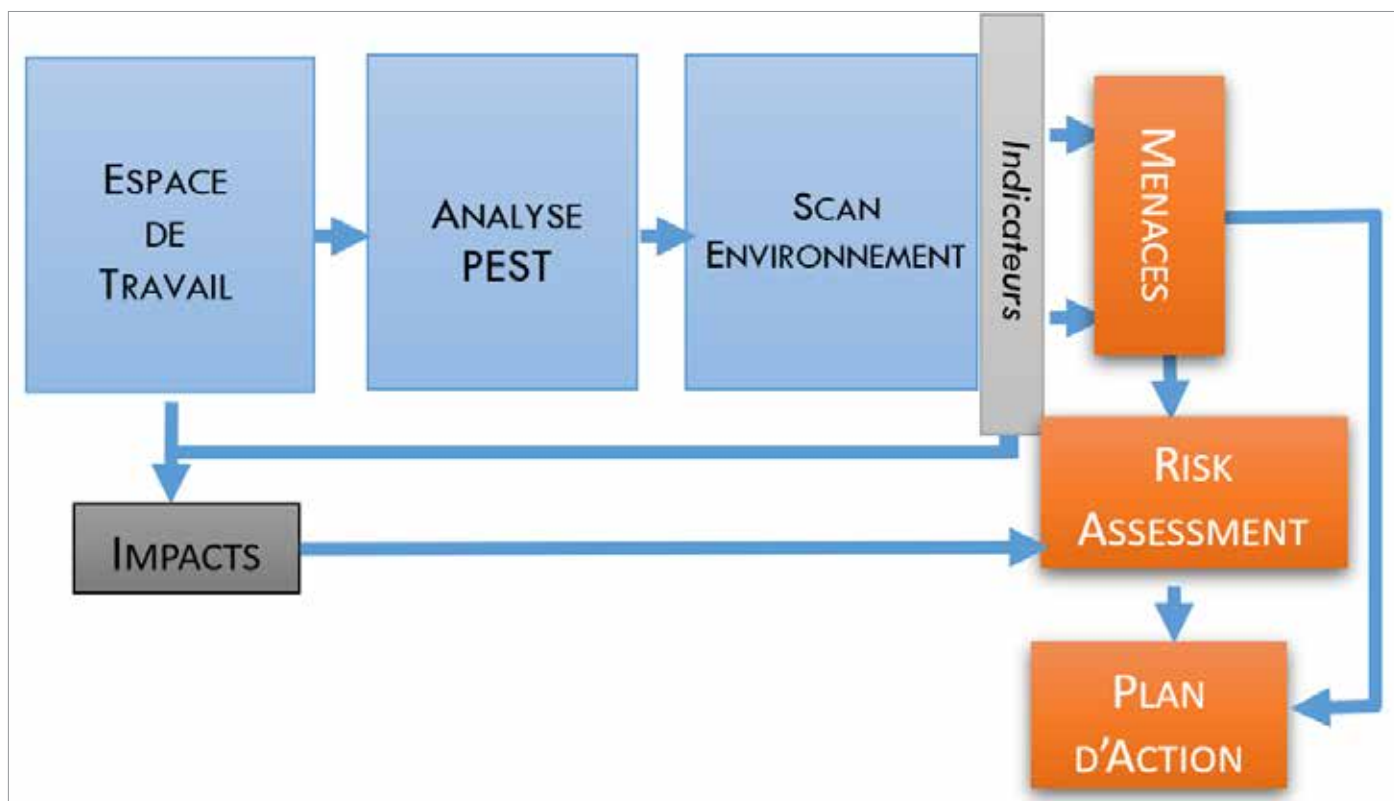 Espace
de
Travail
Analyse
PEST
Scan
Environnement
Indicateurs
Menaces
Risk
Assessment
Impacts
Plan
d'Action